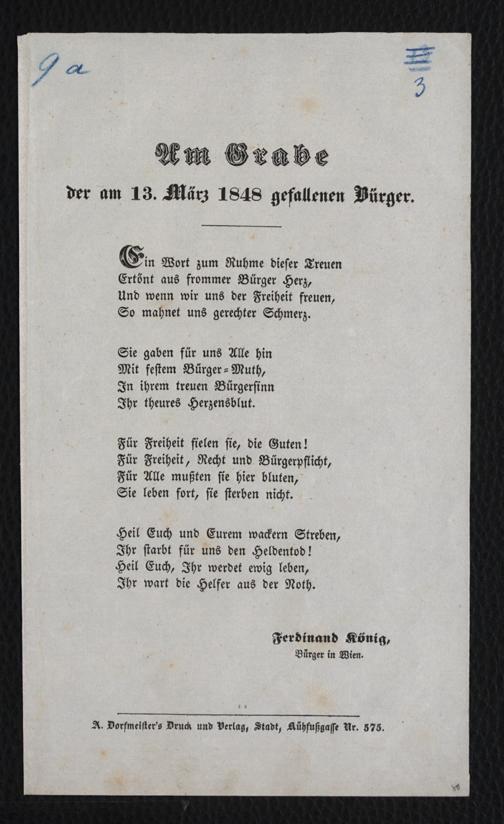 9 a
3
Am Grabe
der am 13. März 1848 gefallenen Bürger.
Ein Wort zum Ruhme dieser Treuen
Ertönt aus frommer Bürger Herz,
Und wenn wir uns der Freiheit freuen,
So mahnet uns gerechter Schmerz.
Sie gaben für uns Alle hin
Mit festem Bürger-Muth,
In ihrem treuen Bürgersinn
Ihr theures Herzensblut.
Für Freiheit fielen sie, die Guten!
Für Freiheit, Recht und Bürgerpflicht,
Für Alle mußten sie hier bluten,
Sie leben fort, sie sterben nicht.
Heil Euch und Eurem wackern Streben,
Ihr starbt für uns den Heldentod!
Heil Euch, Ihr werdet ewig leben,
Ihr wart die Helfer aus der Noth.
Ferdinand König,
Bürger in Wien.
A. Dorfmeister's Druck und Verlag, Stadt, Kühfußgasse Nr. 575.